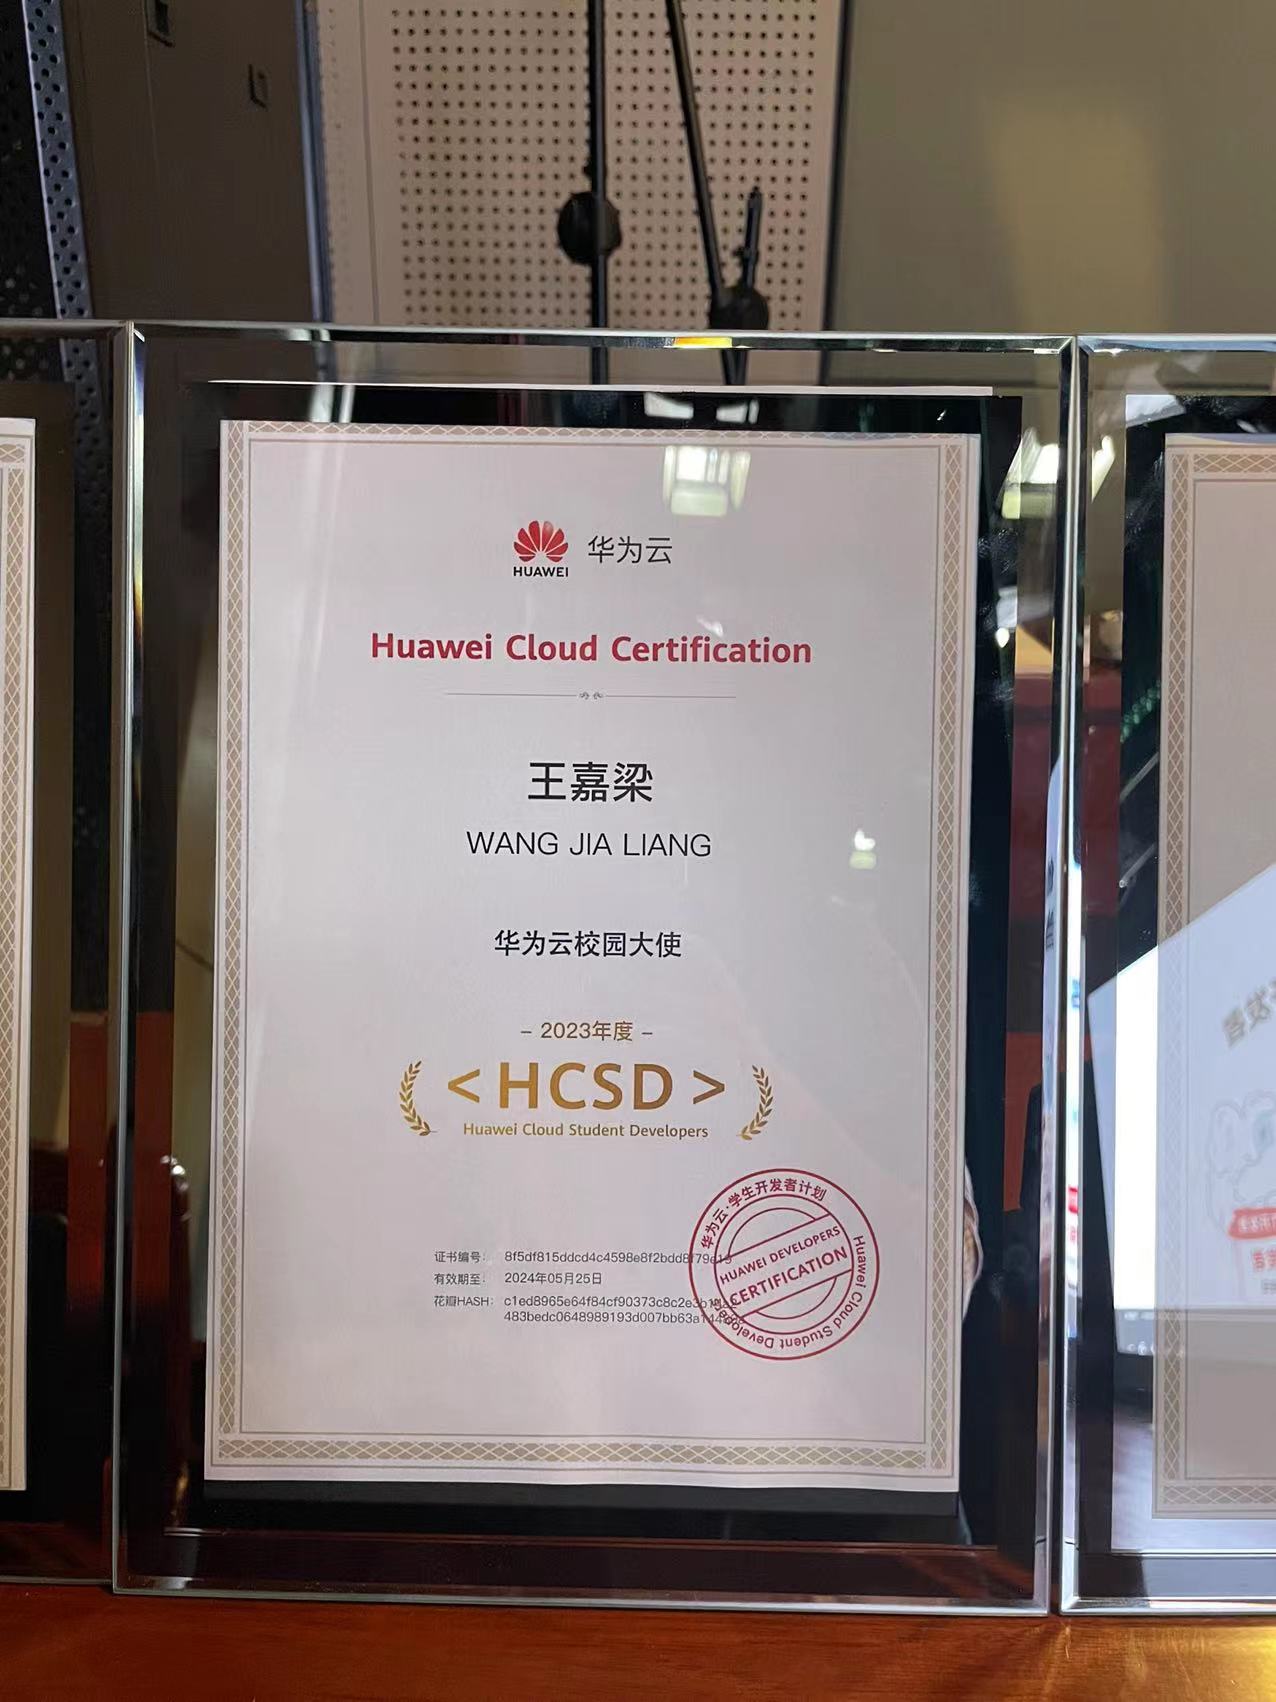 HUAWEI 华为云
Huawei Cloud Certification
王嘉梁
WANG JIA LIANG
华为云校园大使
– 2023年度 –
<HCSD>
Huawei Cloud Student Developers
华为云·学生开发者计划
HUAWEI DEVELOPERS
CERTIFICATION
Huawei Cloud Student Developers
证书编号：
有效期至： 2024年05月25日
花瓣HASH：